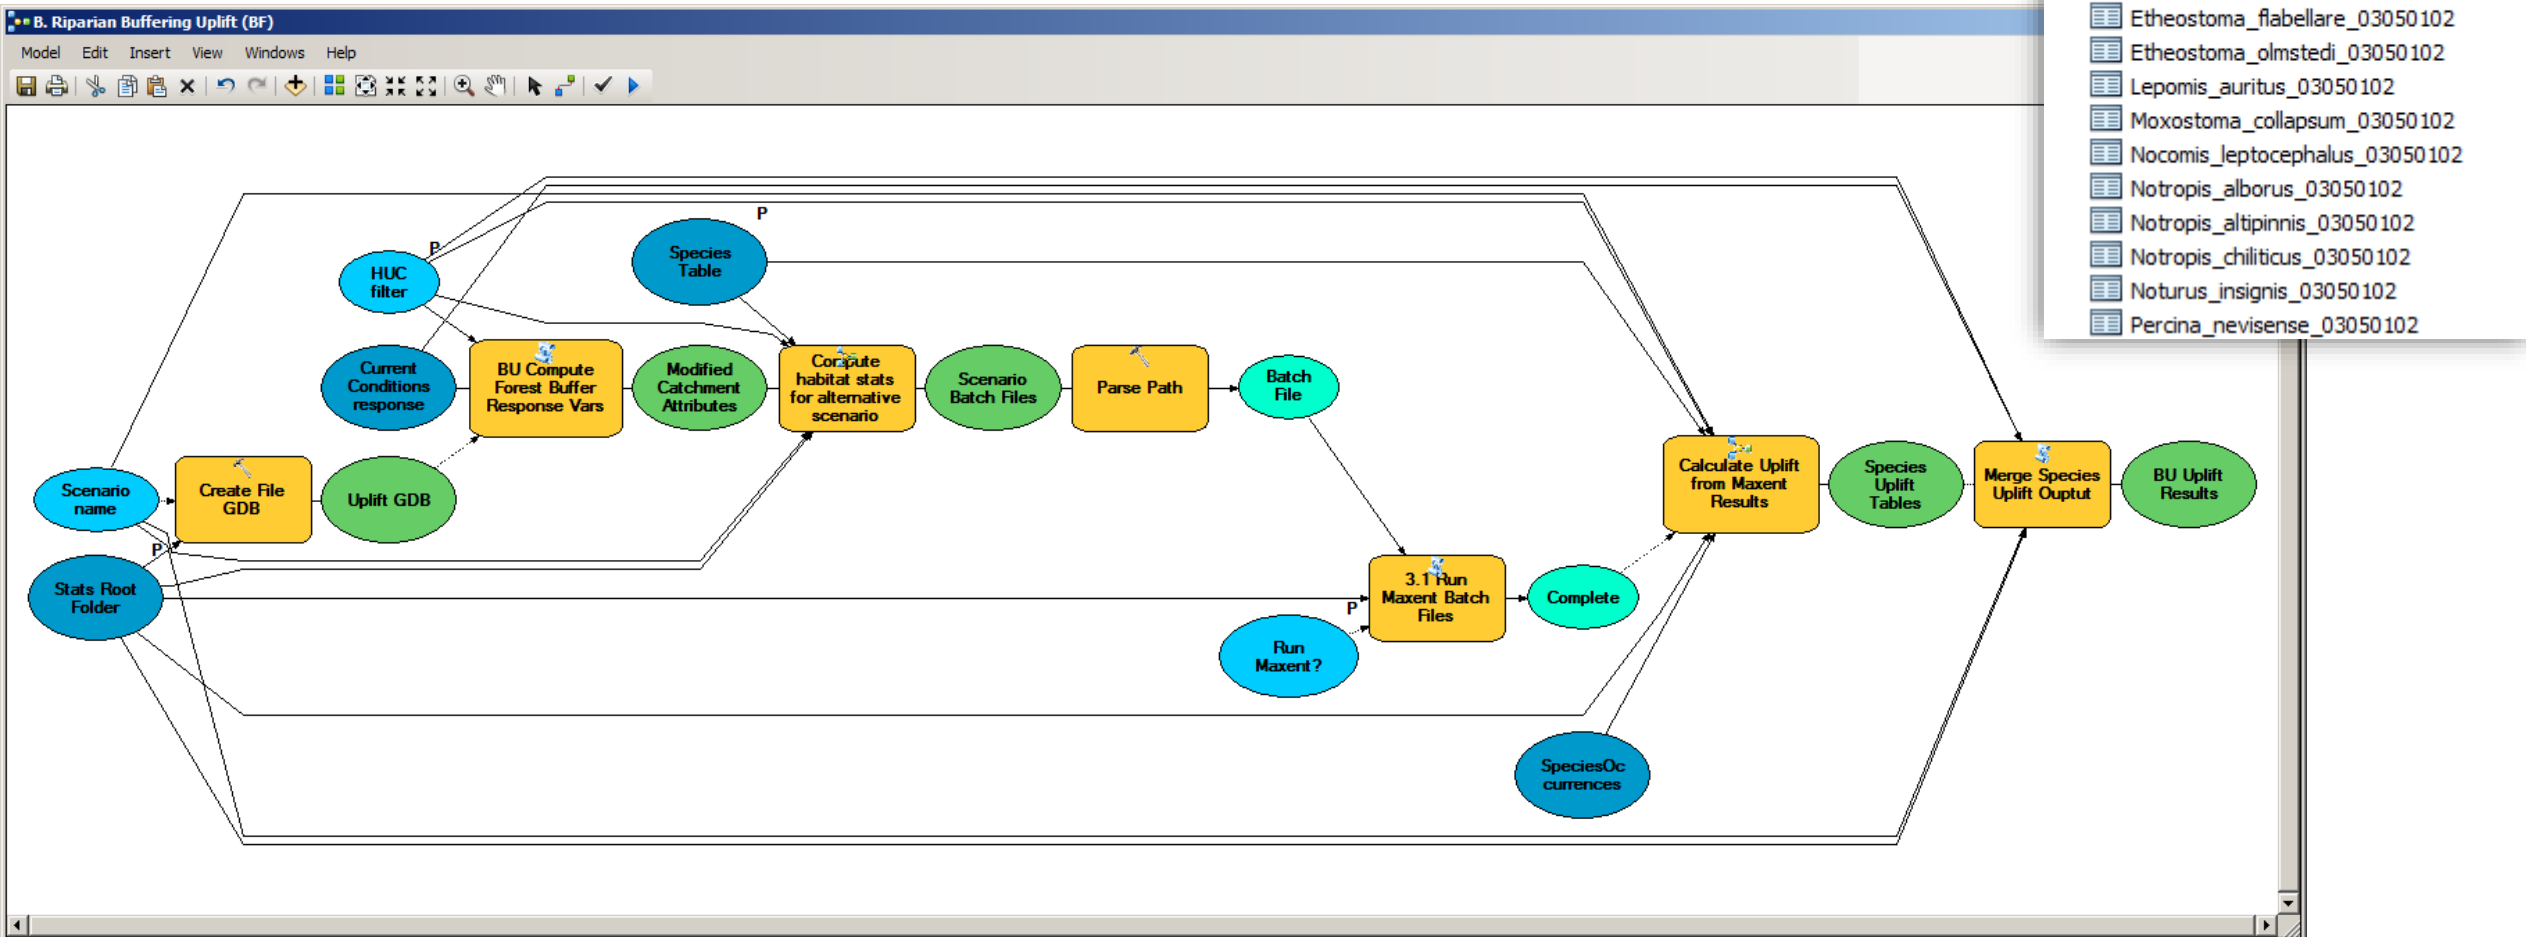 B. Riparian Buffering Uplift (BF)
Model Edit Insert View Windows Help
Etheostoma_flabellare_03050102
Etheostoma_olmstedi_03050102
Lepomis_auritus_03050102
Moxostoma_collapsum_03050102
Nocomis_leptocephalus_03050102
Notropis_alborus_03050102
Notropis_altipinnis_03050102
Notropis_chiliticus_03050102
Noturus_insignis_03050102
Percina_nevisense_03050102
P
Species
Table
P
HUC
filter
Current
Conditions
response
BU Compute
Forest Buffer
Response Vars
Modified
Catchment
Attributes
Compute
habitat stats
for alternative
scenario
Scenario
Batch Files
Parse Path
Batch
File
Scenario
name
Create File
GDB
Uplift GDB
P
Stats Root
Folder
Calculate Uplift
from Maxent
Results
Species
Uplift
Tables
Merge Species
Uplift Ouptut
BU Uplift
Results
3.1 Run
Maxent Batch
Files
Complete
P
Run
Maxent?
SpeciesOc
currences